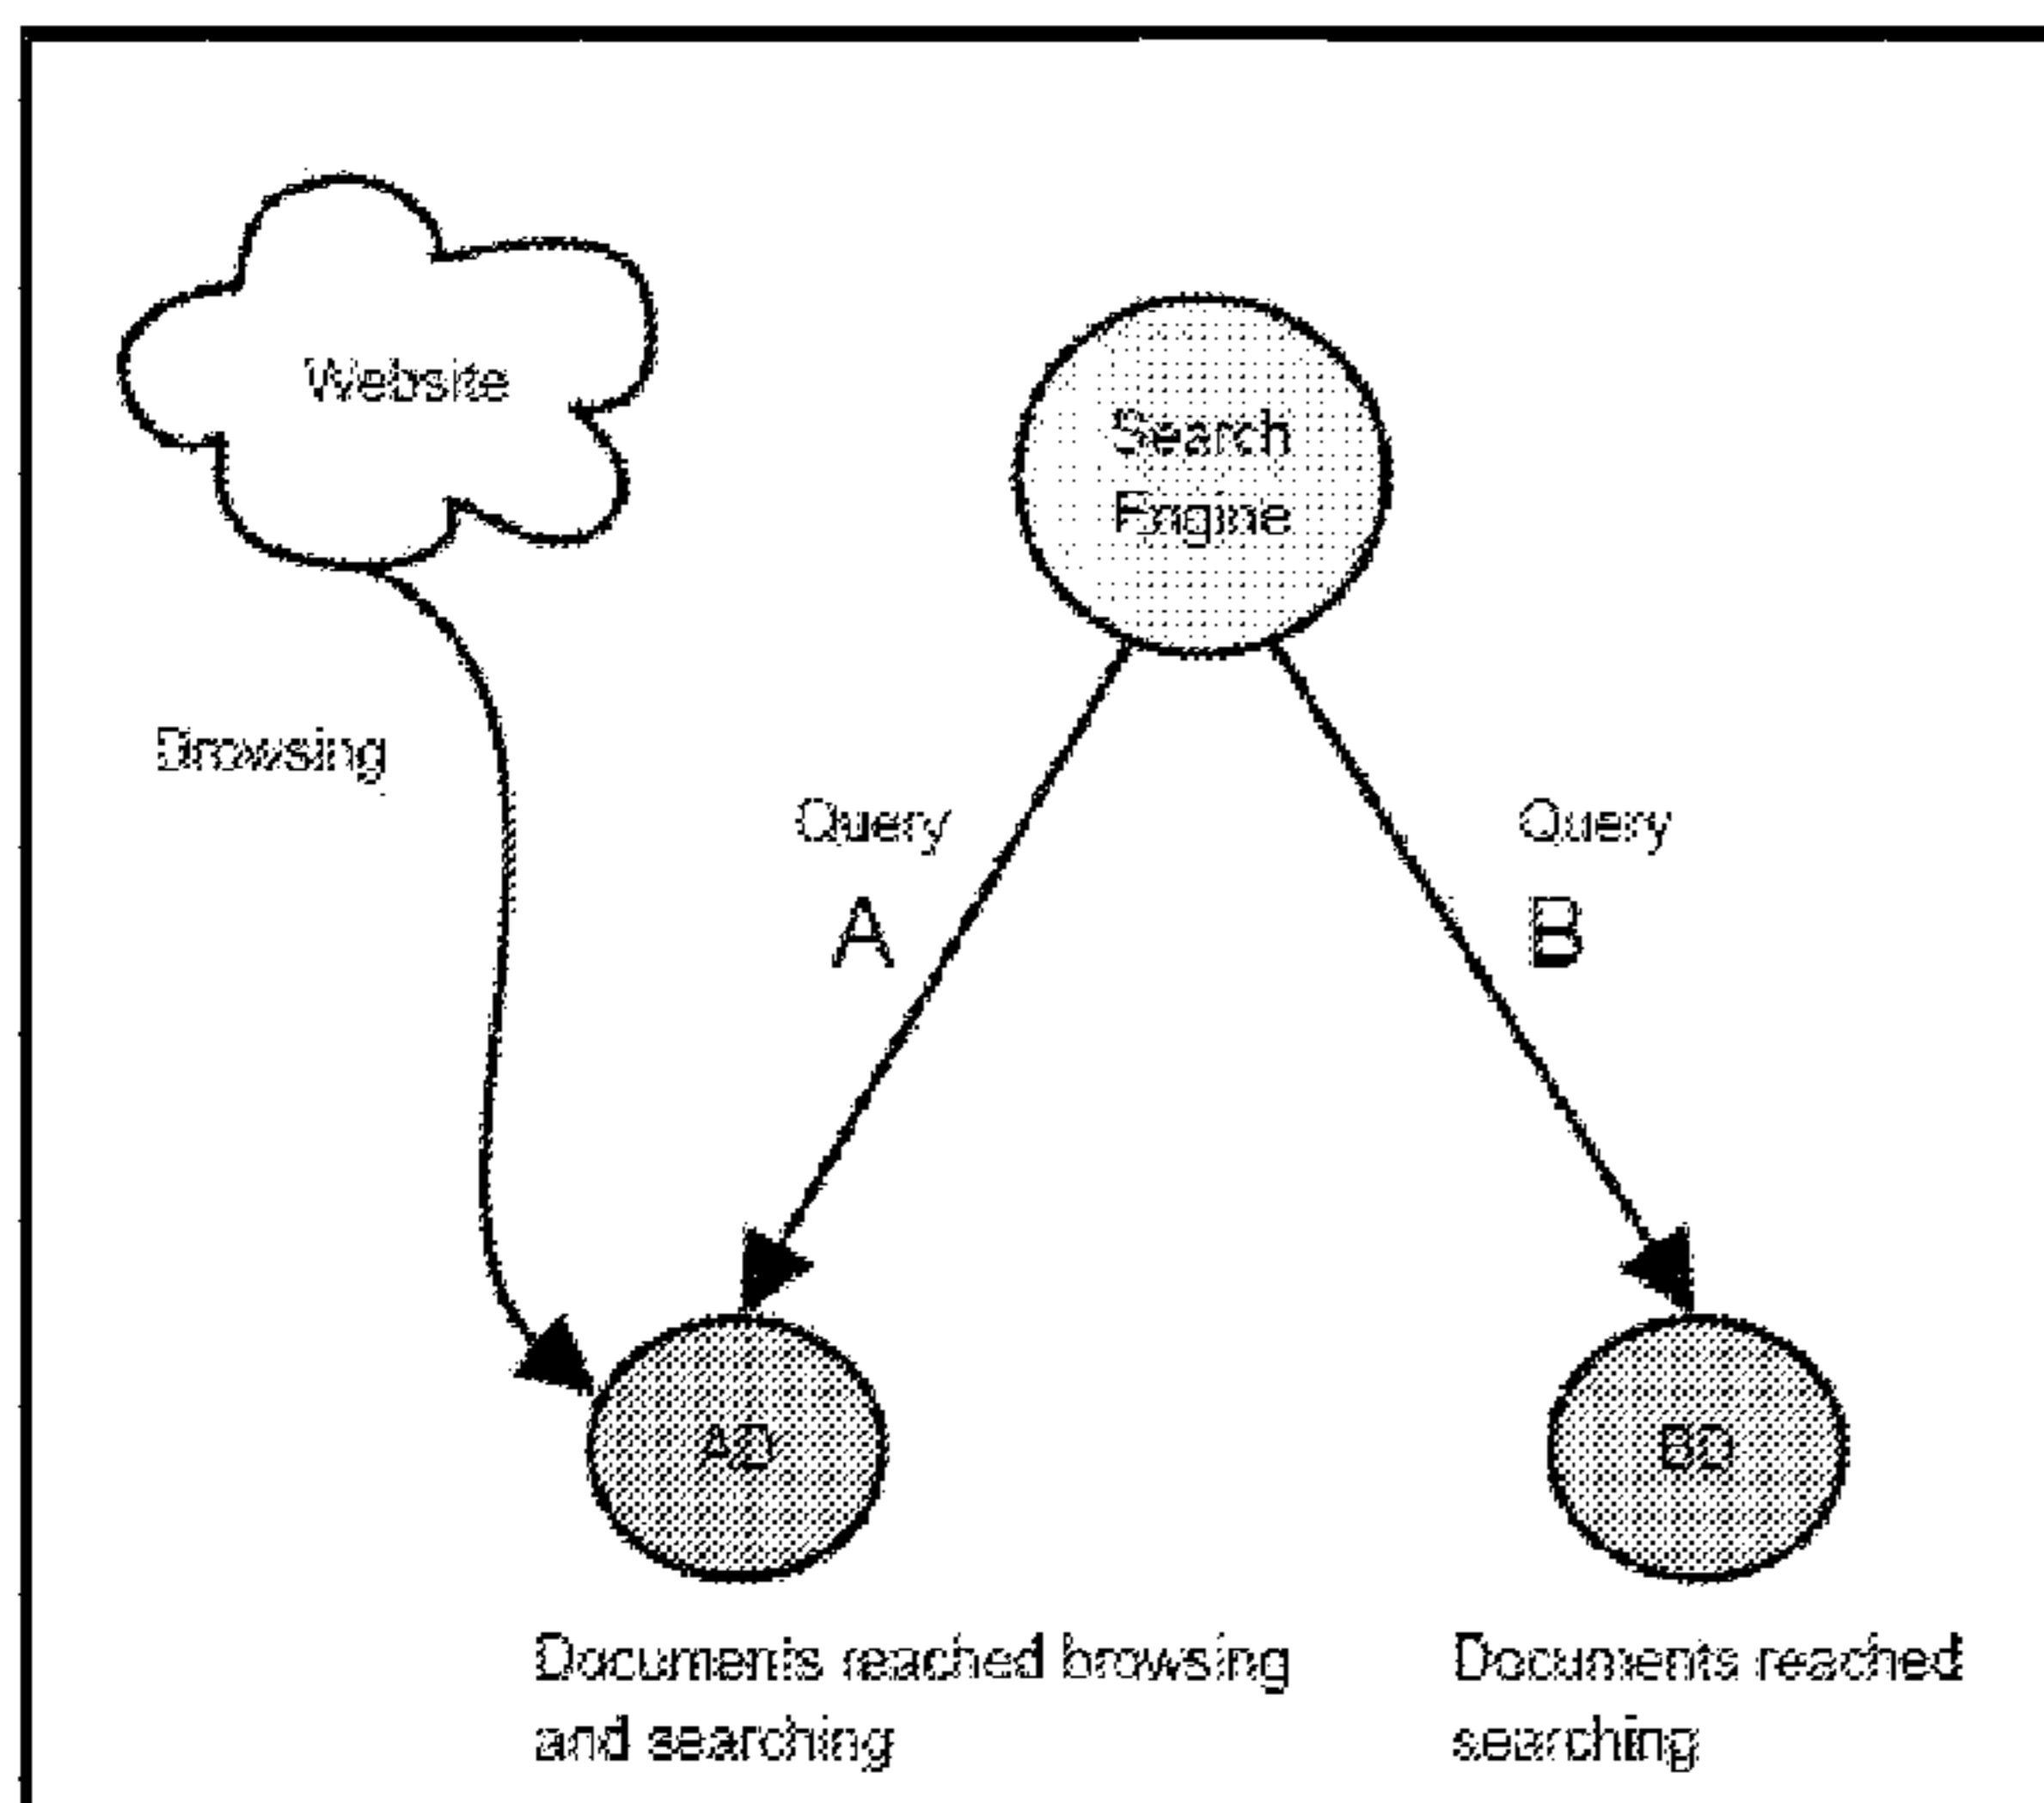 Website
Search
Engine
Browsing
Query
A
Query
B
AD
BD
Documents reached browsing
and searching
Documents reached
searching